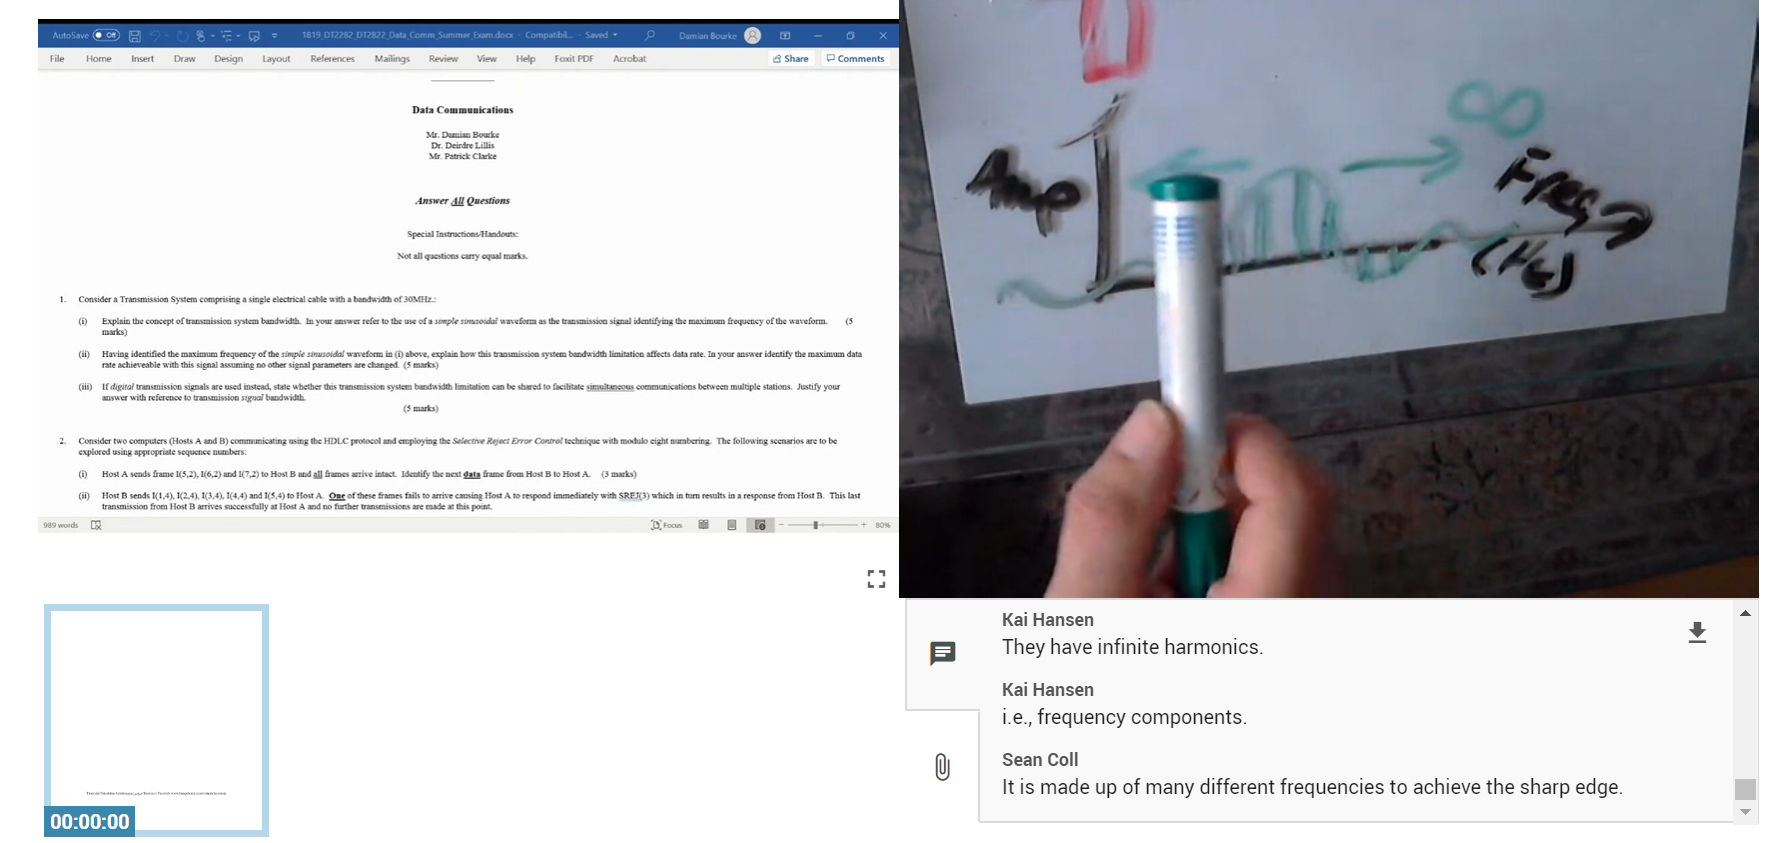 AutoSave Off 1819_DT2282_DT2822_Data_Comm_Summer_Exam.docx - Compatibil... - Saved Damian Bourke
File Home Insert Draw Design Layout References Mailings Review View Help Foxit PDF Acrobat Share Comments
Data Communications
Mr. Damian Bourke
Dr. Deirdre Lillis
Mr. Patrick Clarke
Answer All Questions
Special Instructions/Handouts:
Not all questions carry equal marks.
1. Consider a Transmission System comprising a single electrical cable with a bandwidth of 30MHz.:
(i) Explain the concept of transmission system bandwidth. In your answer refer to the use of a simple sinusoidal waveform as the transmission signal identifying the maximum frequency of the waveform. (5
marks)
(ii) Having identified the maximum frequency of the simple sinusoidal waveform in (i) above, explain how this transmission system bandwidth limitation affects data rate. In your answer identify the maximum data
rate achieveable with this signal assuming no other signal parameters are changed. (5 marks)
(iii) If digital transmission signals are used instead, state whether this transmission system bandwidth limitation can be shared to facilitate simultaneous communications between multiple stations. Justify your
answer with reference to transmission signal bandwidth.
(5 marks)
2. Consider two computers (Hosts A and B) communicating using the HDLC protocol and employing the Selective Reject Error Control technique with modulo eight numbering. The following scenarios are to be
explored using appropriate sequence numbers:
(i) Host A sends frame I(5,2), I(6,2) and I(7,2) to Host B and all frames arrive intact. Identify the next data frame from Host B to Host A. (3 marks)
(ii) Host B sends I(1,4), I(2,4), I(3,4), I(4,4) and I(5,4) to Host A. One of these frames fails to arrive causing Host A to respond immediately with SREJ(3) which in turn results in a response from Host B. This last
transmission from Host B arrives successfully at Host A and no further transmissions are made at this point.
989 words Focus 80%
Amp
∞
Freq
(Hz)
00:00:00
Kai Hansen
They have infinite harmonics.
Kai Hansen
i.e., frequency components.
Sean Coll
It is made up of many different frequencies to achieve the sharp edge.